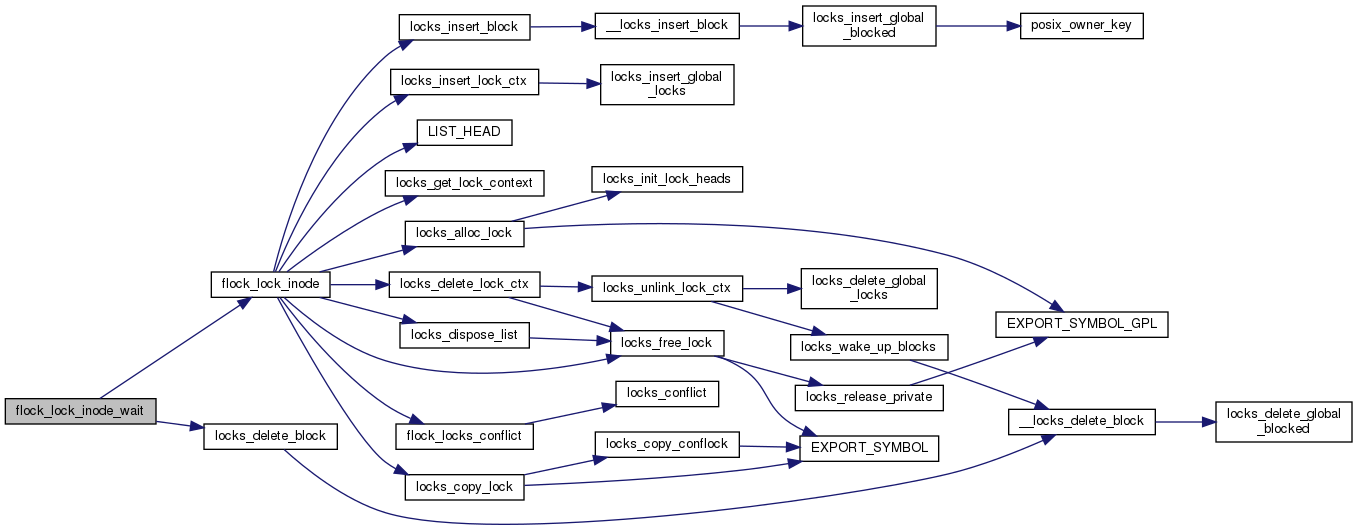 locks_insert_block
__locks_insert_block
locks_insert_global
_blocked
posix_owner_key
locks_insert_lock_ctx
locks_insert_global
_locks
LIST_HEAD
locks_get_lock_context
locks_init_lock_heads
locks_alloc_lock
flock_lock_inode
locks_delete_lock_ctx
locks_unlink_lock_ctx
locks_delete_global
_locks
EXPORT_SYMBOL_GPL
locks_dispose_list
locks_free_lock
locks_wake_up_blocks
locks_conflict
locks_release_private
flock_lock_inode_wait
locks_delete_block
flock_locks_conflict
locks_copy_conflock
EXPORT_SYMBOL
__locks_delete_block
locks_delete_global
_blocked
locks_copy_lock